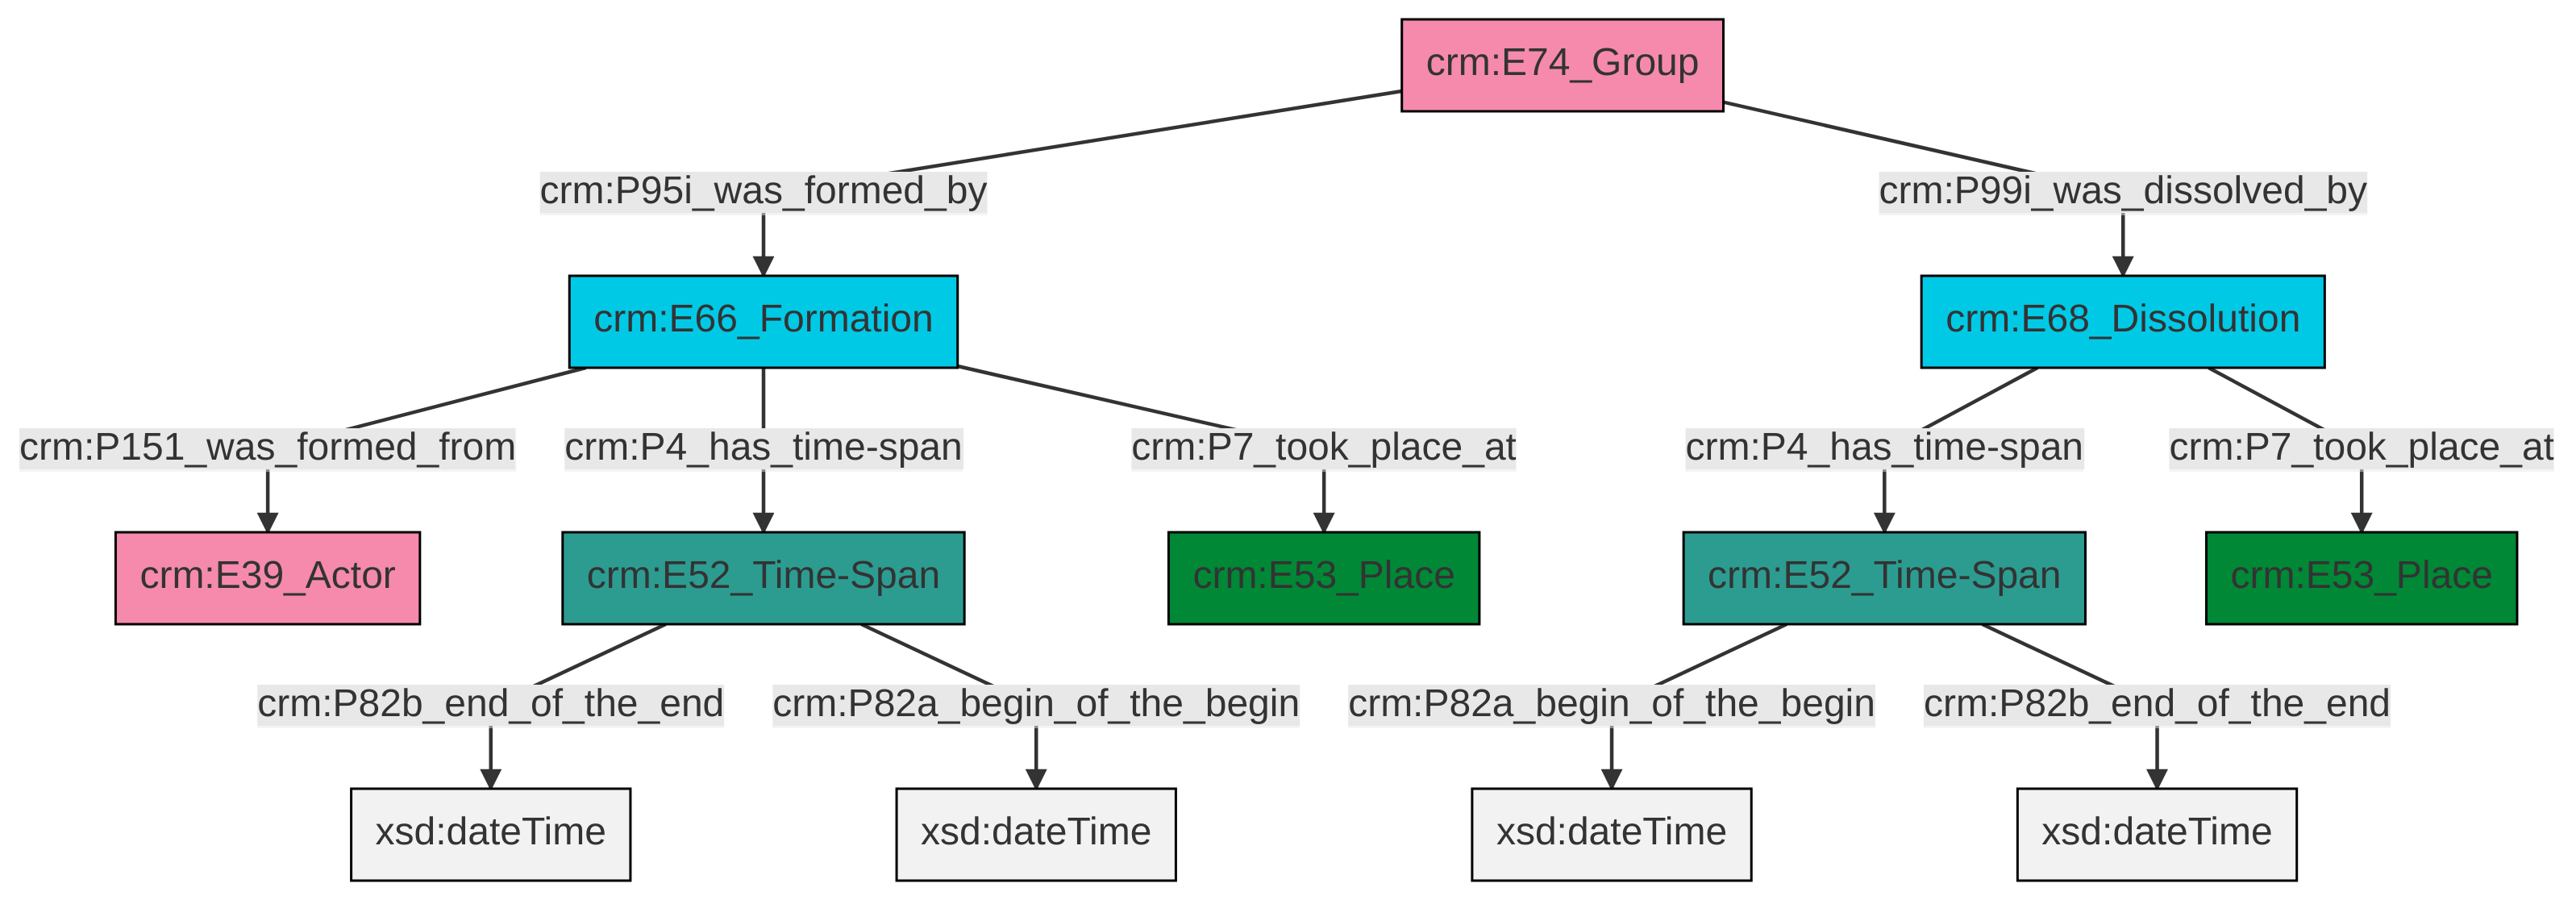 crm:E74_Group
crm:P95i_was_formed_by
crm:P99i_was_dissolved_by
crm:E66_Formation
crm:E68_Dissolution
crm:P151_was_formed_from
crm:P4_has_time-span
crm:P7_took_place_at
crm:P4_has_time-span
crm:P7_took_place_at
crm:E39_Actor
crm:E52_Time-Span
crm:E53_Place
crm:E52_Time-Span
crm:E53_Place
crm:P82b_end_of_the_end
crm:P82a_begin_of_the_begin
crm:P82a_begin_of_the_begin
crm:P82b_end_of_the_end
xsd:dateTime
xsd:dateTime
xsd:dateTime
xsd:dateTime